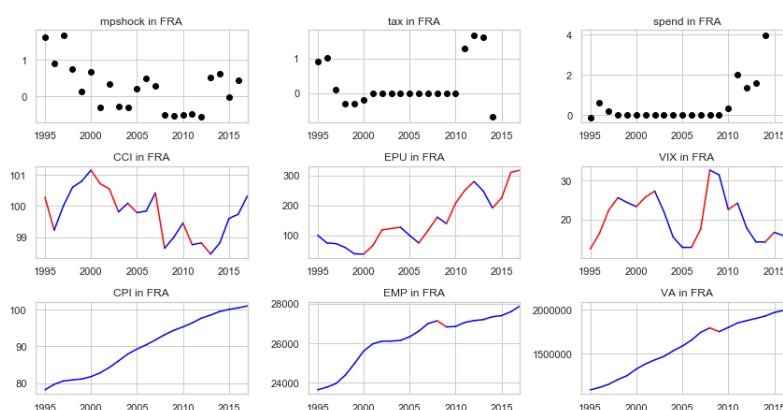 mpshock in FRA
tax in FRA
spend in FRA
1
0
1
0
4
2
0
1995 2000 2005 2010 2015
1995 2000 2005 2010 2015
1995 2000 2005 2010 2015
CCI in FRA
EPU in FRA
VIX in FRA
101
100
99
300
200
100
30
20
1995 2000 2005 2010 2015
1995 2000 2005 2010 2015
1995 2000 2005 2010 2015
CPI in FRA
EMP in FRA
VA in FRA
100
90
80
28000
26000
24000
2000000
1500000
1995 2000 2005 2010 2015
1995 2000 2005 2010 2015
1995 2000 2005 2010 2015